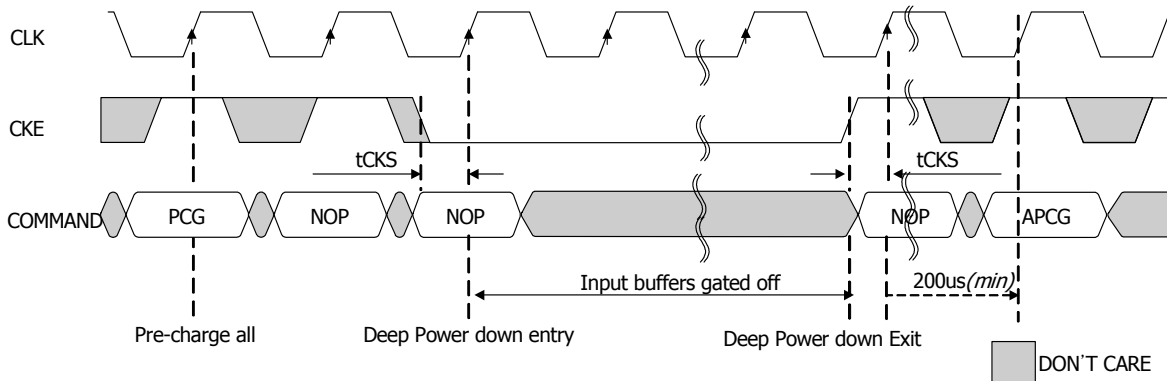 CLK
CKE
tCKS
tCKS
COMMAND
PCG
NOP
NOP
NOP
APCG
Input buffers gated off
200us(min)
Pre-charge all
Deep Power down entry
Deep Power down Exit
DON'T CARE